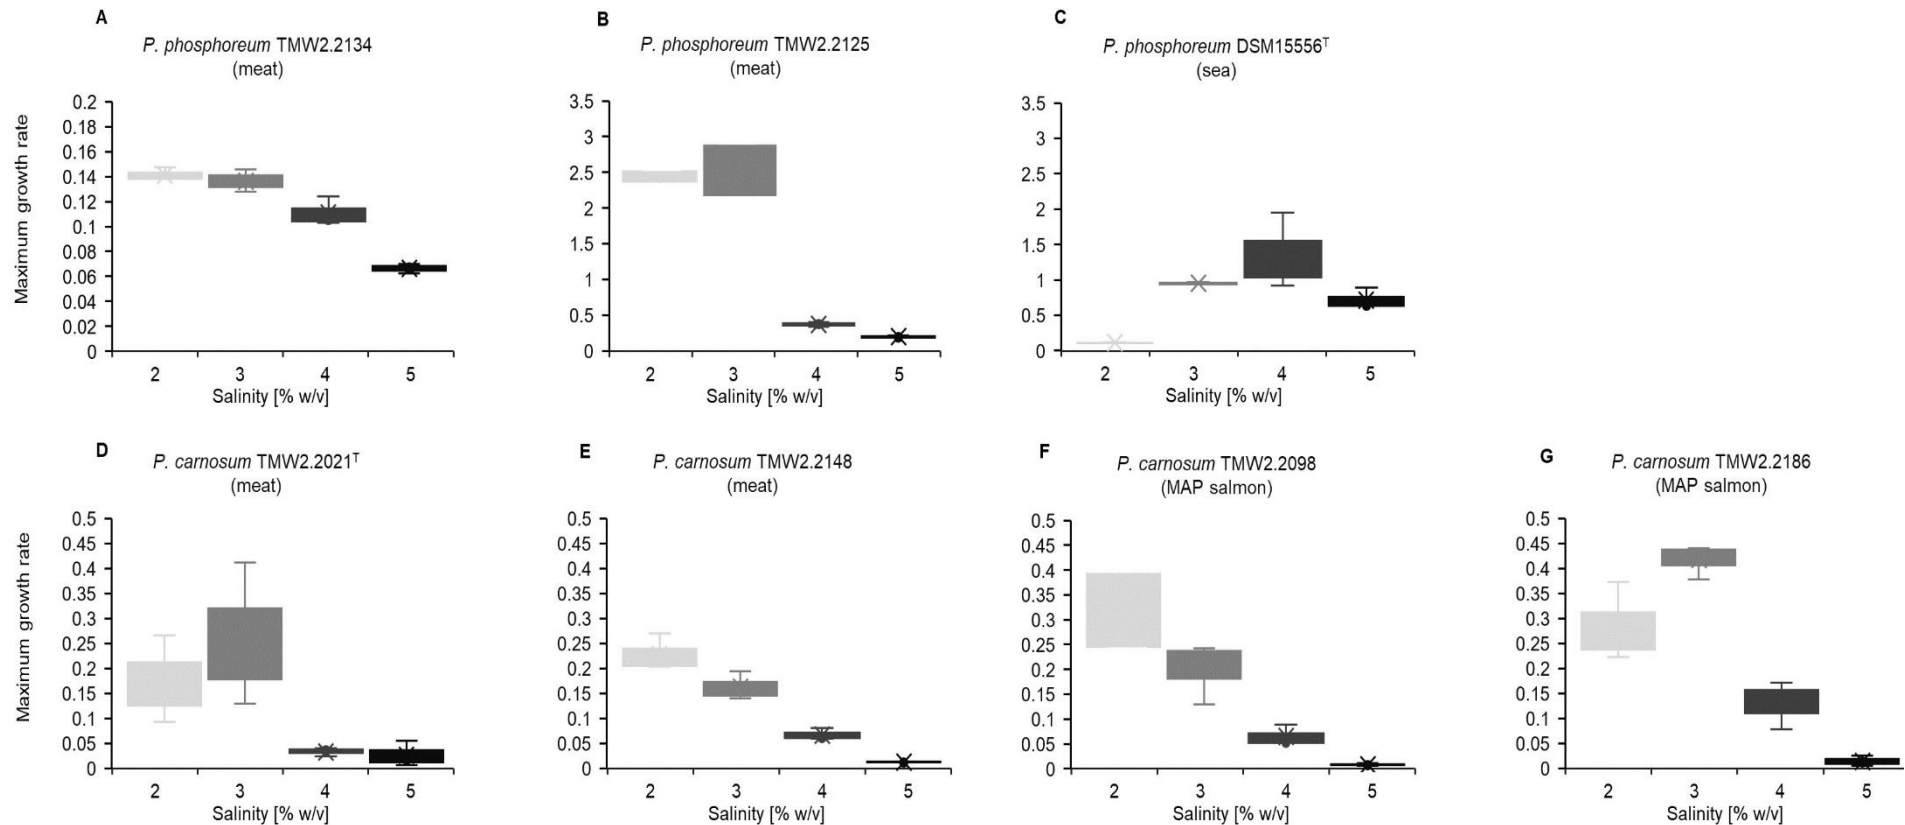 A
P. phosphoreum TMW2.2134
(meat)
Maximum growth rate
0.2
0.18
0.16
0.14
0.12
0.1
0.08
0.06
0.04
0.02
0
2 3 4 5
Salinity [% w/v]
B
P. phosphoreum TMW2.2125
(meat)
3.5
3
2.5
2
1.5
1
0.5
0
2 3 4 5
Salinity [% w/v]
C
P. phosphoreum DSM15556ᵀ
(sea)
3.5
3
2.5
2
1.5
1
0.5
0
2 3 4 5
Salinity [% w/v]
D
P. carnosum TMW2.2021ᵀ
(meat)
Maximum growth rate
0.5
0.45
0.4
0.35
0.3
0.25
0.2
0.15
0.1
0.05
0
2 3 4 5
Salinity [% w/v]
E
P. carnosum TMW2.2148
(meat)
0.5
0.45
0.4
0.35
0.3
0.25
0.2
0.15
0.1
0.05
0
2 3 4 5
Salinity [% w/v]
F
P. carnosum TMW2.2098
(MAP salmon)
0.5
0.45
0.4
0.35
0.3
0.25
0.2
0.15
0.1
0.05
0
2 3 4 5
Salinity [% w/v]
G
P. carnosum TMW2.2186
(MAP salmon)
0.5
0.45
0.4
0.35
0.3
0.25
0.2
0.15
0.1
0.05
0
2 3 4 5
Salinity [% w/v]